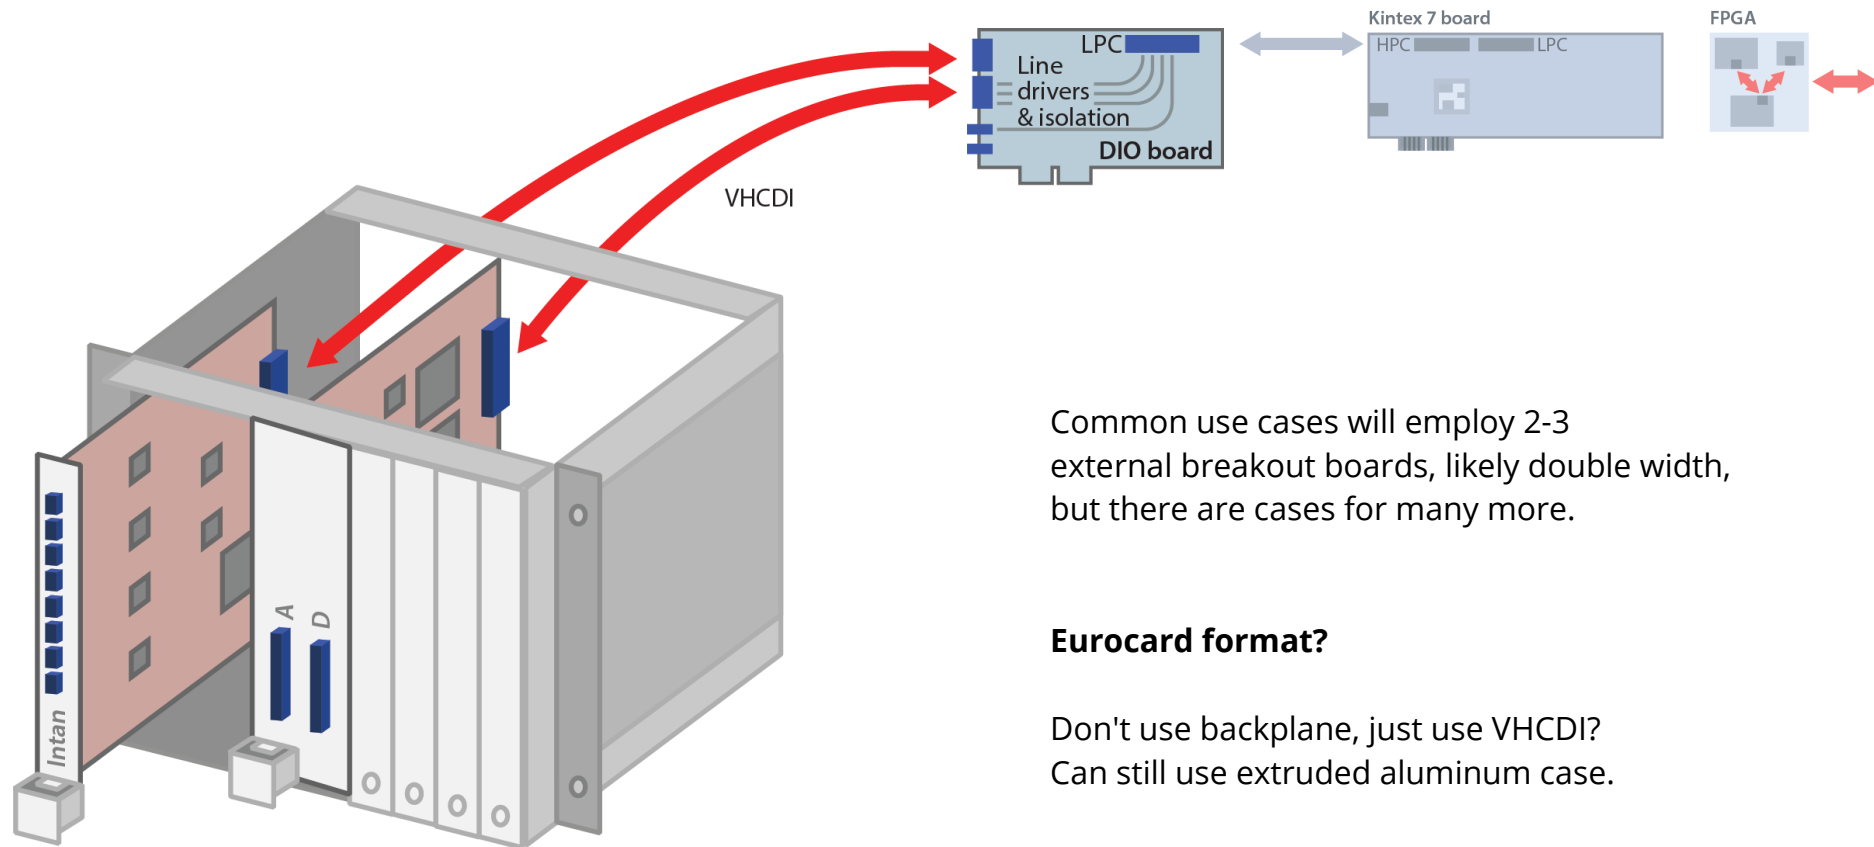 Kintex 7 board
FPGA
LPC
HPC
LPC
Line
drivers
& isolation
DIO board
VHCDI
Common use cases will employ 2-3
external breakout boards, likely double width,
but there are cases for many more.
A
D
Eurocard format?
Intan
Don't use backplane, just use VHCDI?
Can still use extruded aluminum case.